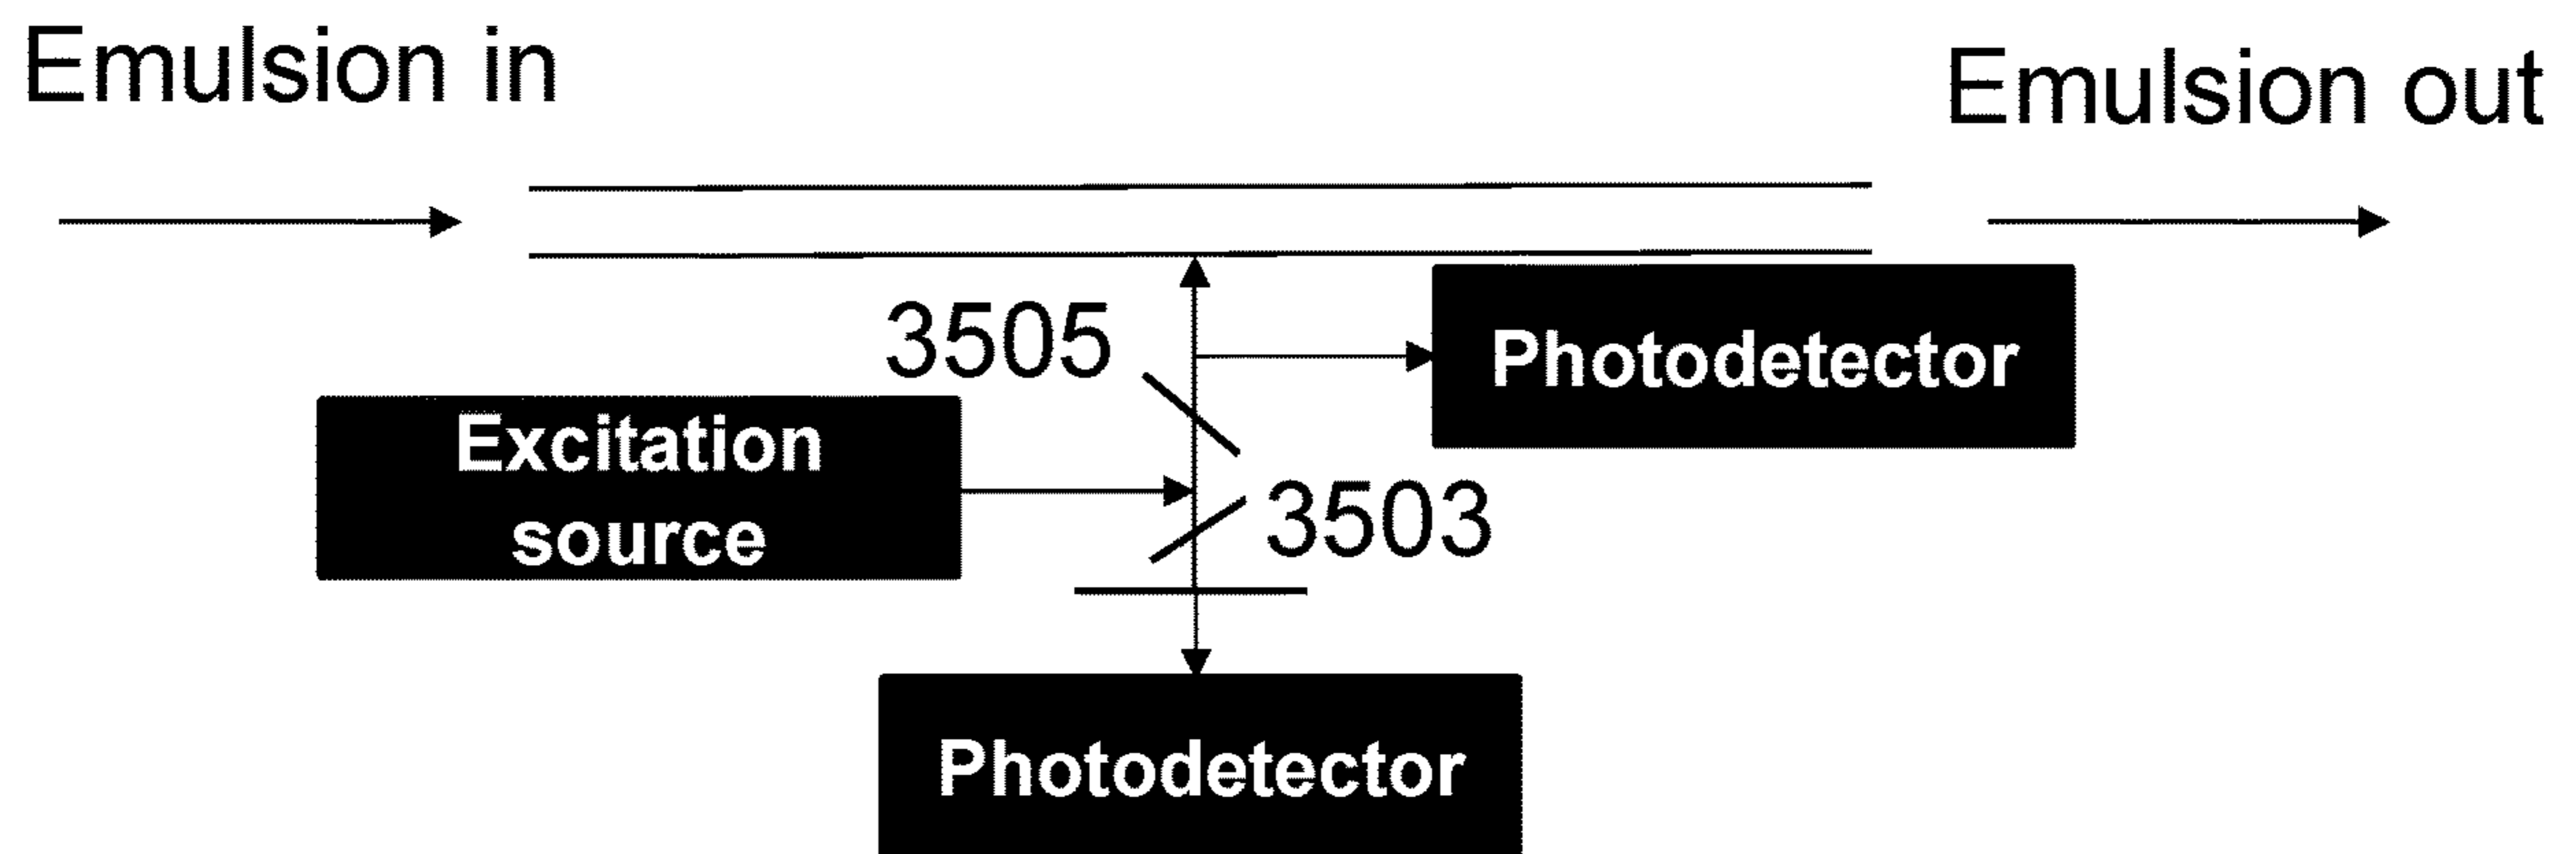 Emulsion in
Emulsion out
3505
Photodetector
Excitation
source
3503
Photodetector